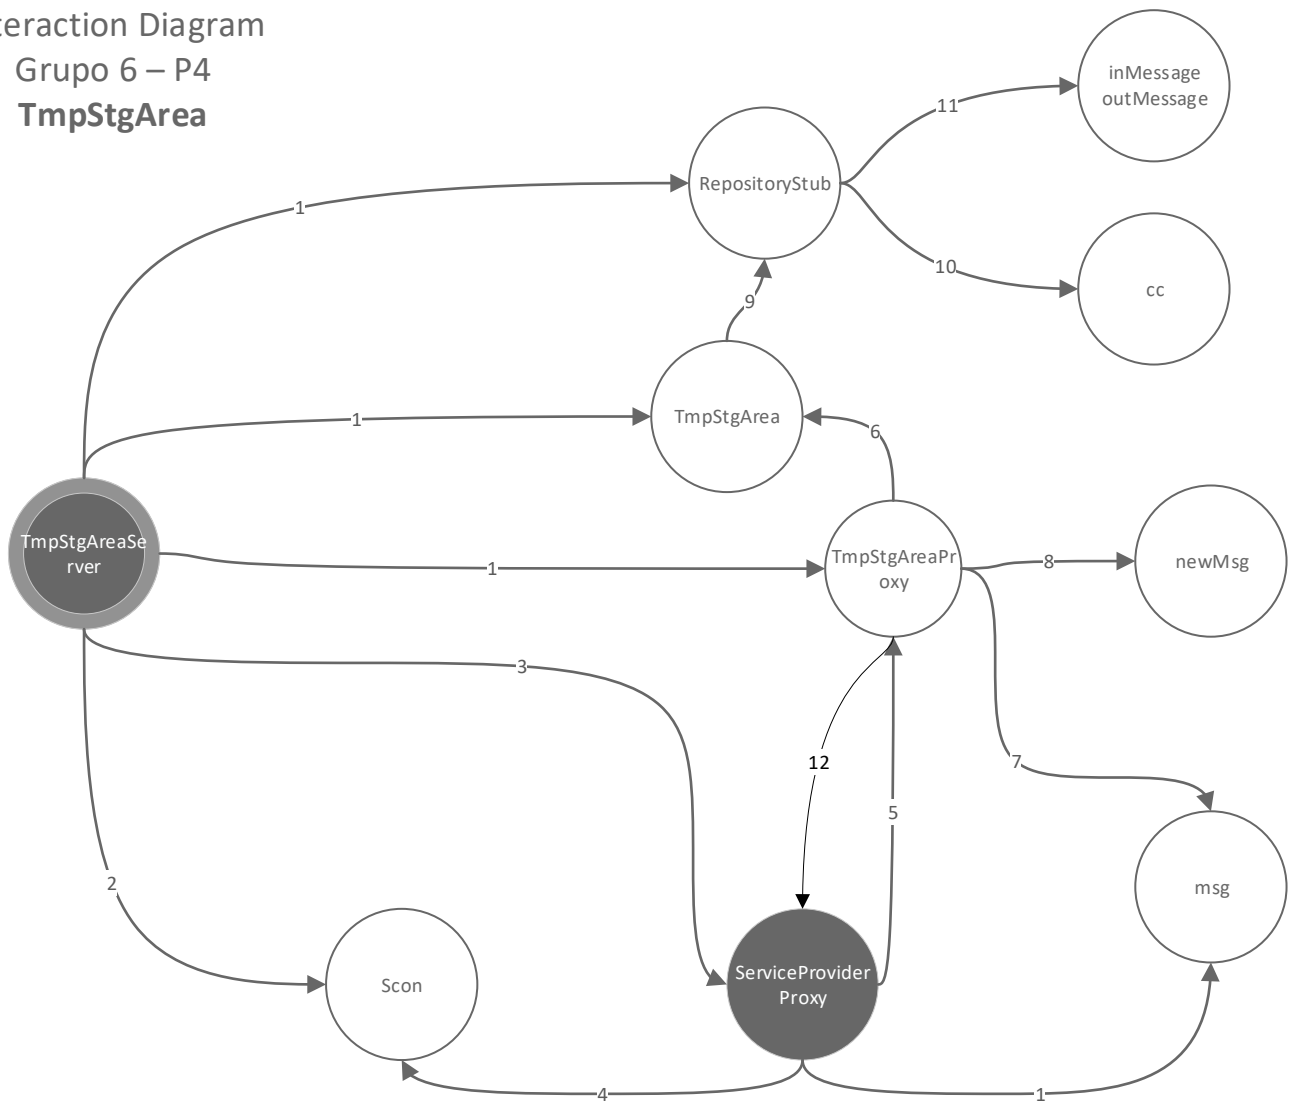 teraction Diagram
Grupo 6 – P4
TmpStgArea
inMessage
outMessage
11
RepositoryStub
1
10
cc
9
TmpStgArea
1
6
TmpStgAreaSe
rver
TmpStgAreaPr
oxy
8
newMsg
1
3
12
7
5
2
msg
Scon
ServiceProvider
Proxy
4
1